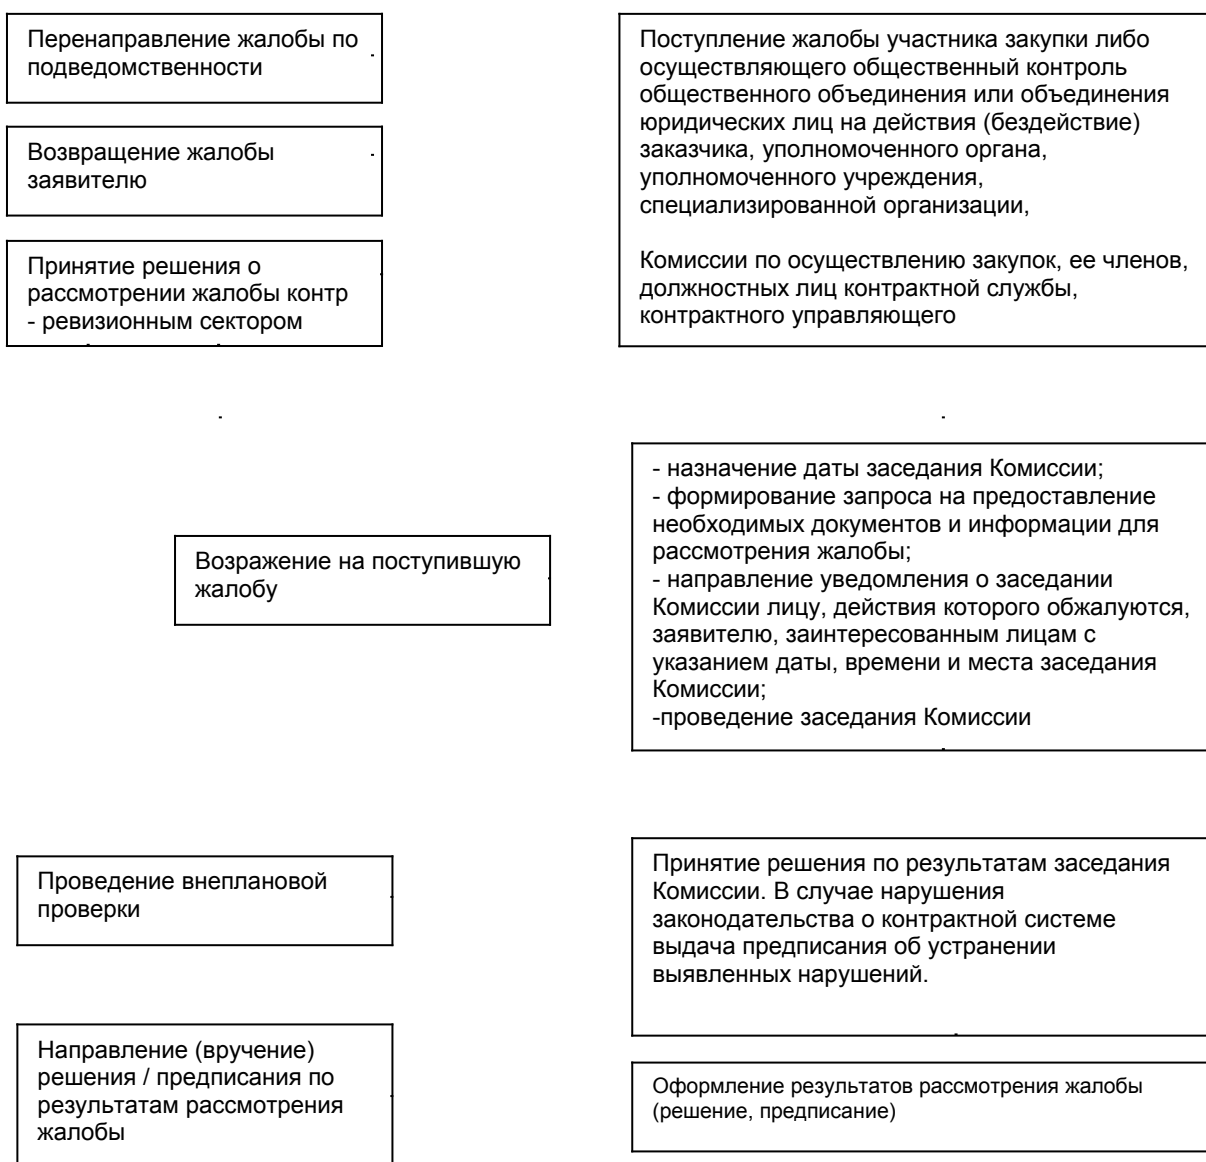 Перенаправление жалобы по
подведомственности
Возвращение жалобы
заявителю
Принятие решения о
рассмотрении жалобы контр
- ревизионным сектором
Поступление жалобы участника закупки либо
осуществляющего общественный контроль
общественного объединения или объединения
юридических лиц на действия (бездействие)
заказчика, уполномоченного органа,
уполномоченного учреждения,
специализированной организации,
Комиссии по осуществлению закупок, ее членов,
должностных лиц контрактной службы,
контрактного управляющего
Возражение на поступившую
жалобу
- назначение даты заседания Комиссии;
- формирование запроса на предоставление
необходимых документов и информации для
рассмотрения жалобы;
- направление уведомления о заседании
Комиссии лицу, действия которого обжалуются,
заявителю, заинтересованным лицам с
указанием даты, времени и места заседания
Комиссии;
-проведение заседания Комиссии
Проведение внеплановой
проверки
Принятие решения по результатам заседания
Комиссии. В случае нарушения
законодательства о контрактной системе
выдача предписания об устранении
выявленных нарушений.
Направление (вручение)
решения / предписания по
результатам рассмотрения
жалобы
Оформление результатов рассмотрения жалобы
(решение, предписание)